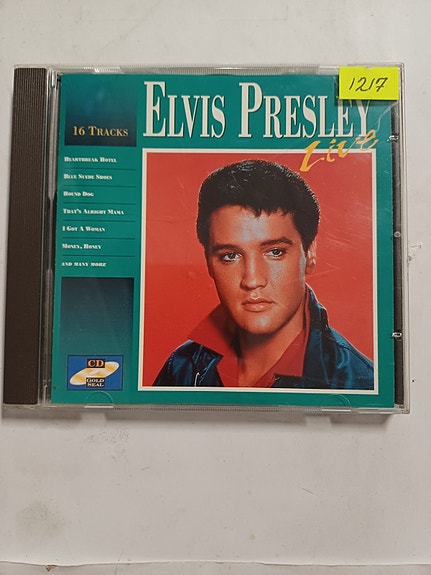 1217
ELVIS PRESLEY
Live
16 TRACKS
HEARTBREAK HOTEL
BLUE SUEDE SHOES
HOUND DOG
THAT'S ALRIGHT MAMA
I GOT A WOMAN
MONEY, HONEY
AND MANY MORE
CD
GOLD
SEAL